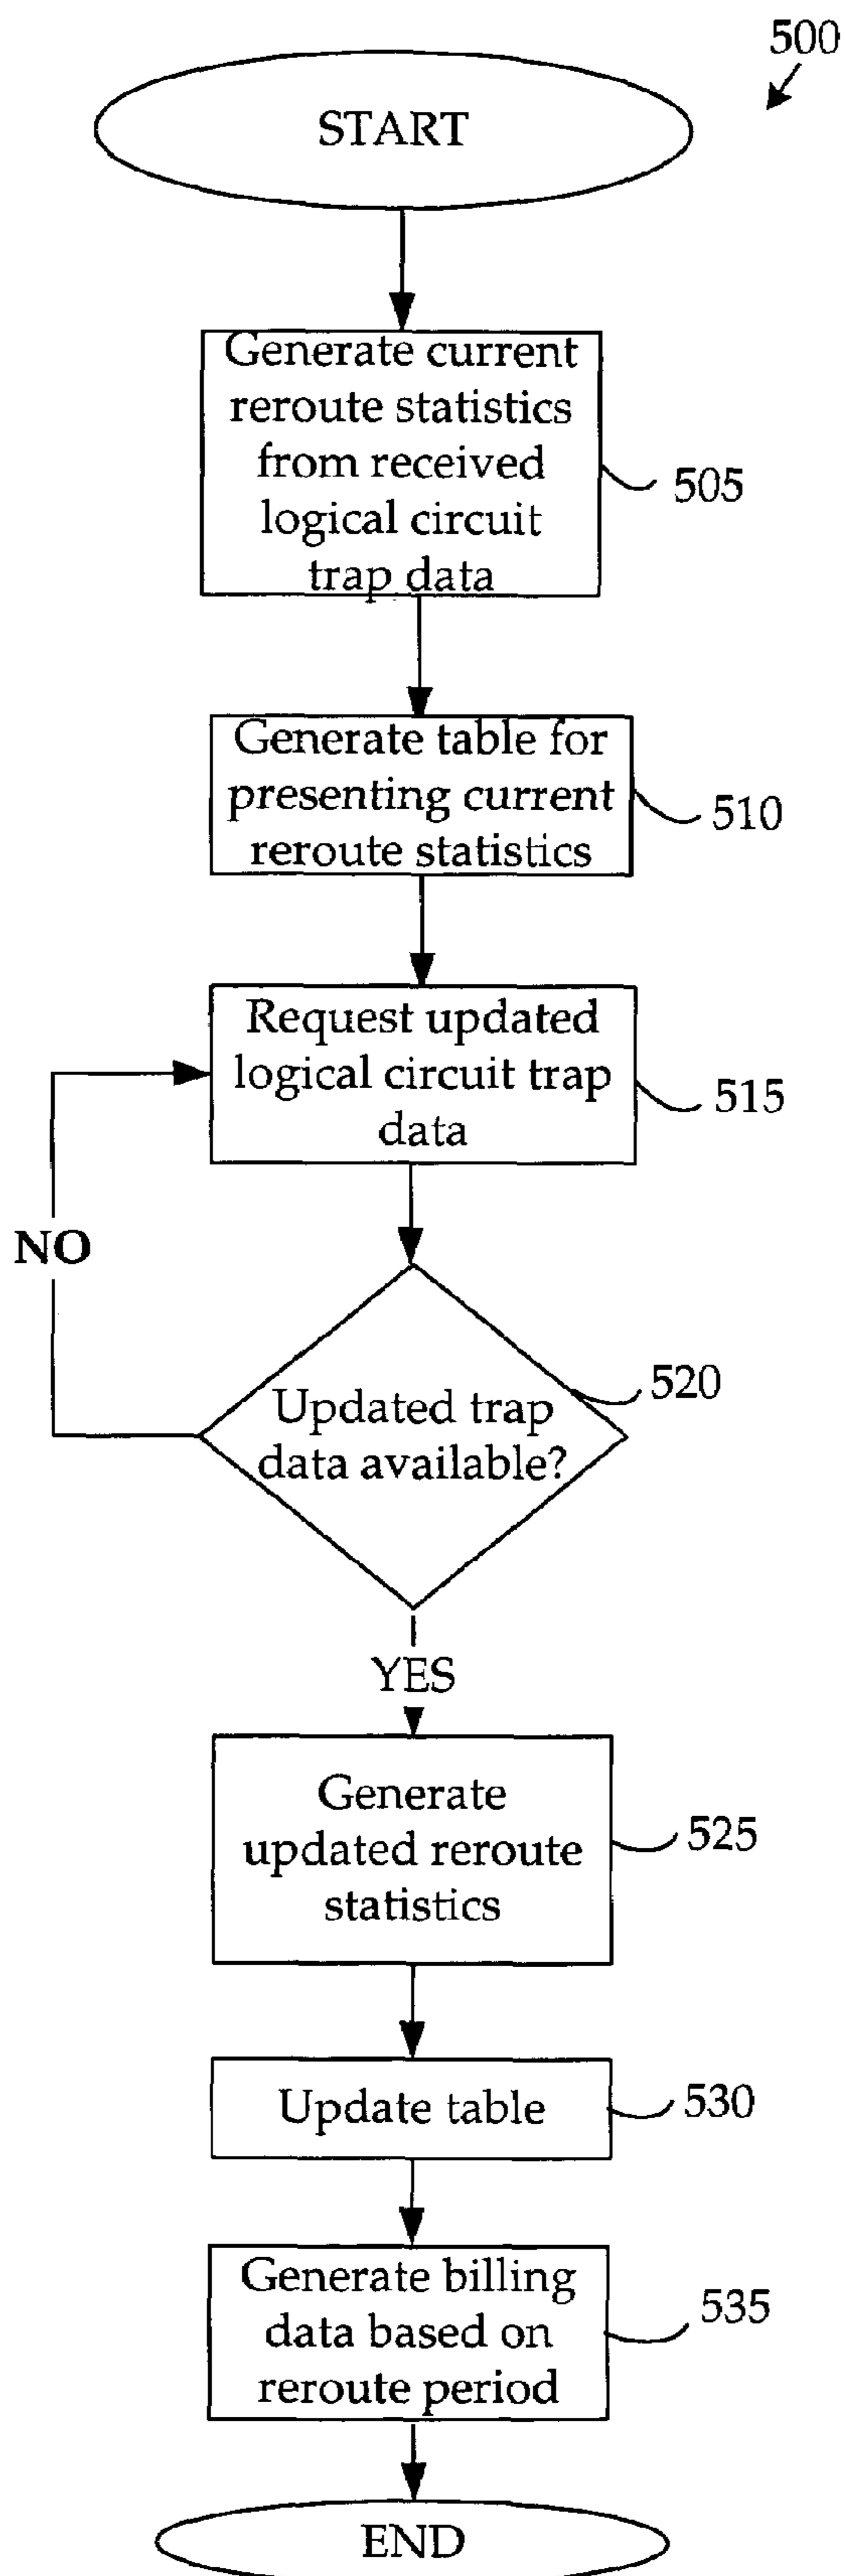 500
START
Generate current
reroute statistics
from received
logical circuit
trap data
505
Generate table for
presenting current
reroute statistics
510
Request updated
logical circuit trap
data
515
NO
520
Updated trap
data available?
YES
Generate
updated reroute
statistics
525
Update table
530
Generate billing
data based on
reroute period
535
END